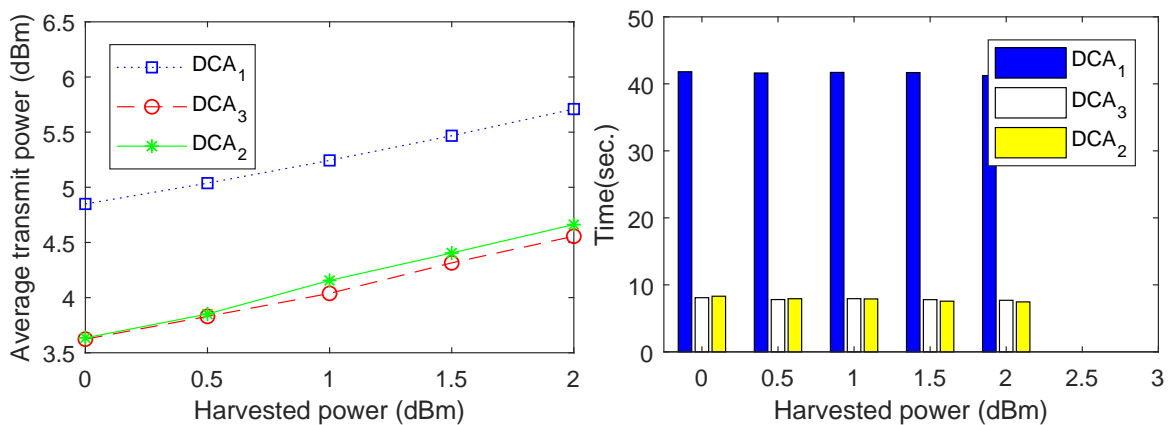 Average transmit power (dBm)
6.5
6
5.5
5
4.5
4
3.5
DCA1
DCA3
DCA2
0 0.5 1 1.5 2
Harvested power (dBm)
Time(sec.)
50
40
30
20
10
0
DCA1
DCA3
DCA2
0 0.5 1 1.5 2 2.5 3
Harvested power (dBm)